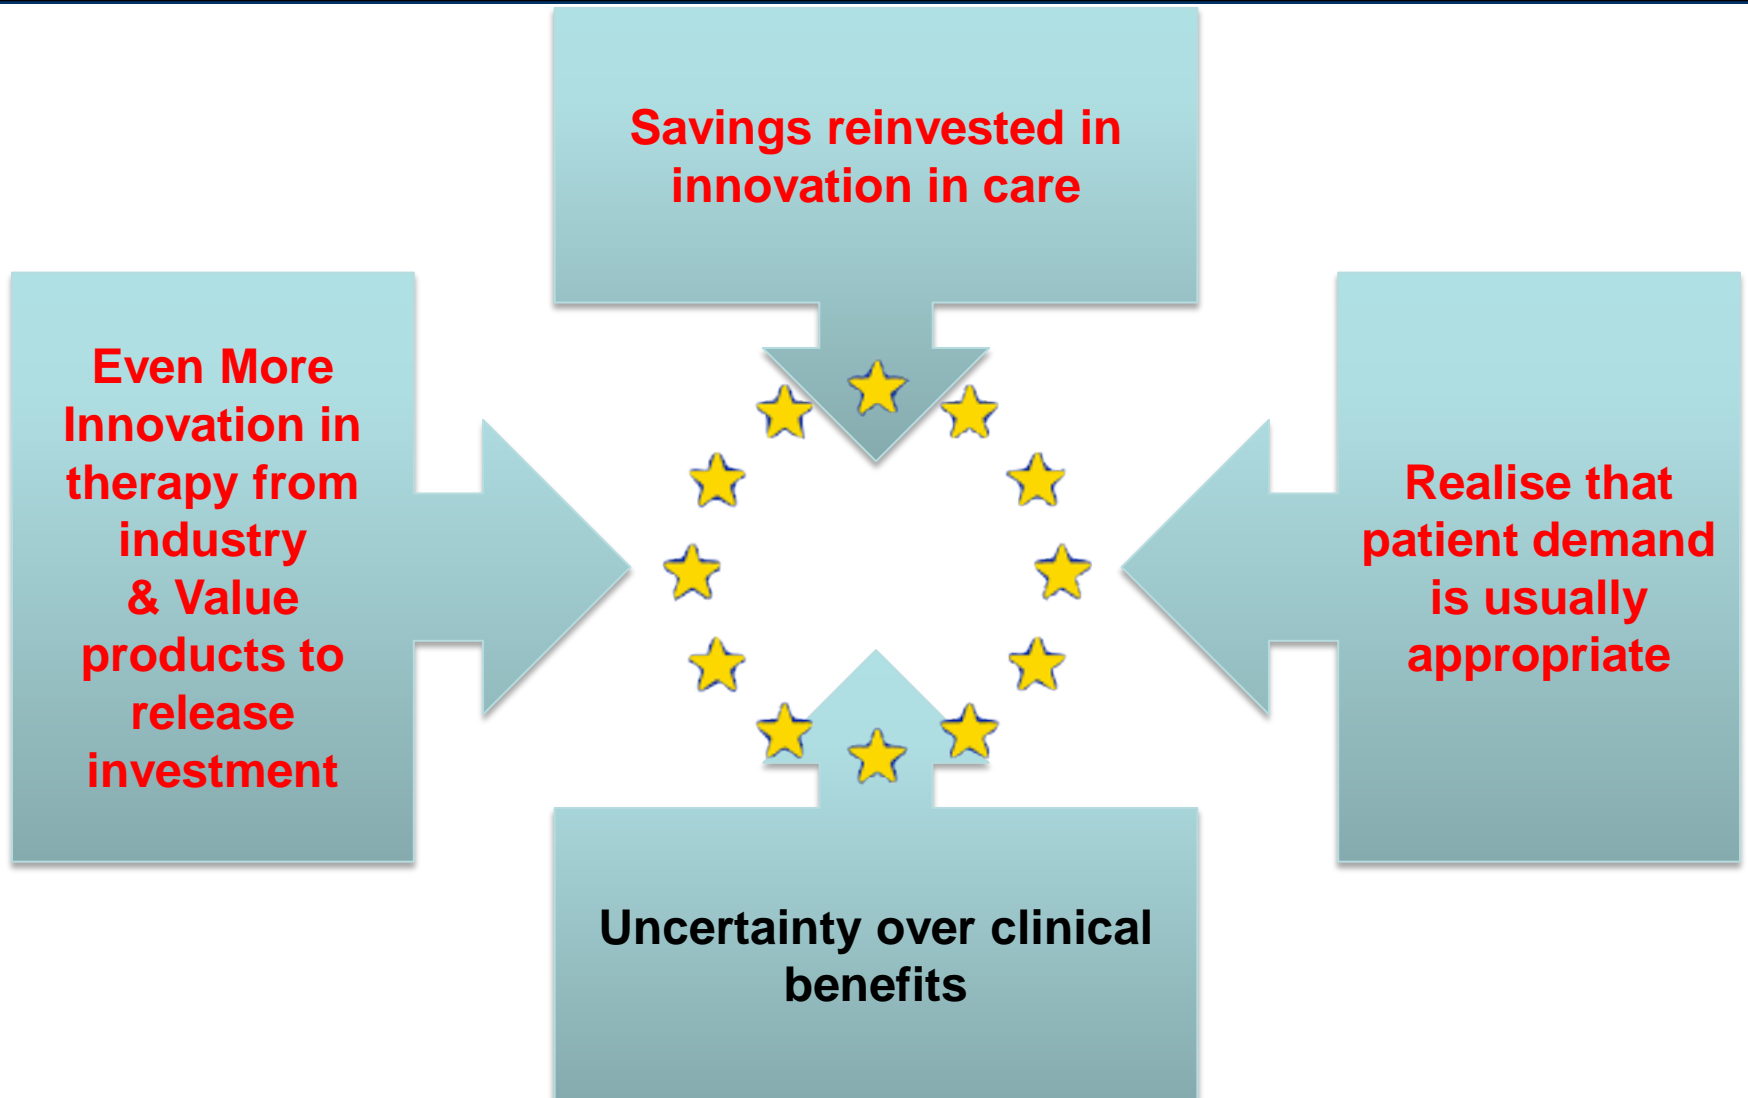 Savings reinvested in
innovation in care
Even More
Innovation in
therapy from
industry
& Value
products to
release
investment
Realise that
patient demand
is usually
appropriate
Uncertainty over clinical
benefits